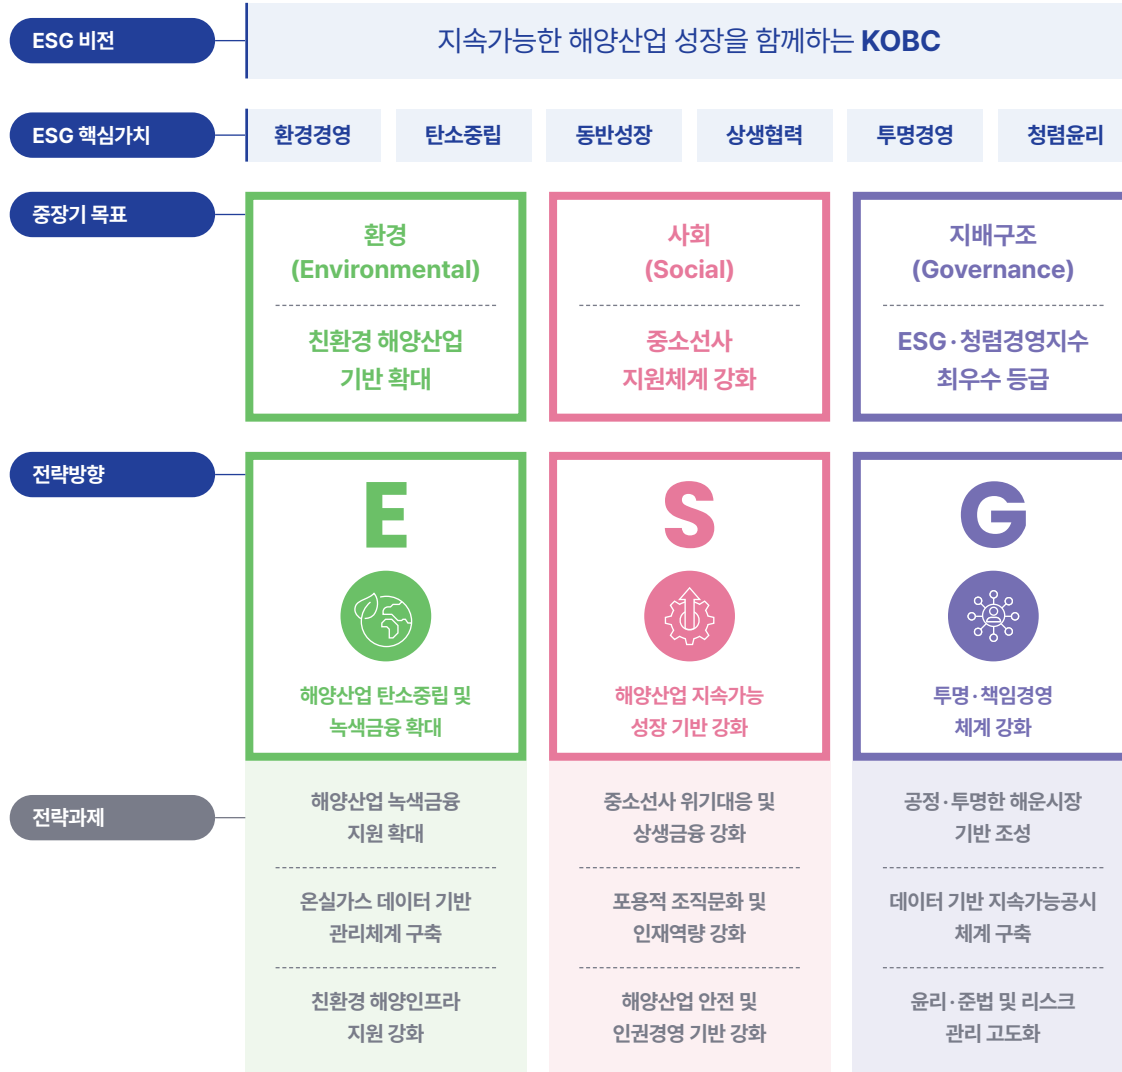 ESG 비전
지속가능한 해양산업 성장을 함께하는 KOBC
ESG 핵심가치
환경경영
탄소중립
동반성장
상생협력
투명경영
청렴윤리
중장기 목표
환경
(Environmental)
친환경 해양산업
기반 확대
사회
(Social)
중소선사
지원체계 강화
지배구조
(Governance)
ESG·청렴경영지수
최우수 등급
전략방향
E
해양산업 탄소중립 및
녹색금융 확대
S
해양산업 지속가능
성장 기반 강화
G
투명·책임경영
체계 강화
전략과제
해양산업 녹색금융
지원 확대
온실가스 데이터 기반
관리체계 구축
친환경 해양인프라
지원 강화
중소선사 위기대응 및
상생금융 강화
포용적 조직문화 및
인재역량 강화
해양산업 안전 및
인권경영 기반 강화
공정·투명한 해운시장
기반 조성
데이터 기반 지속가능공시
체계 구축
윤리·준법 및 리스크
관리 고도화